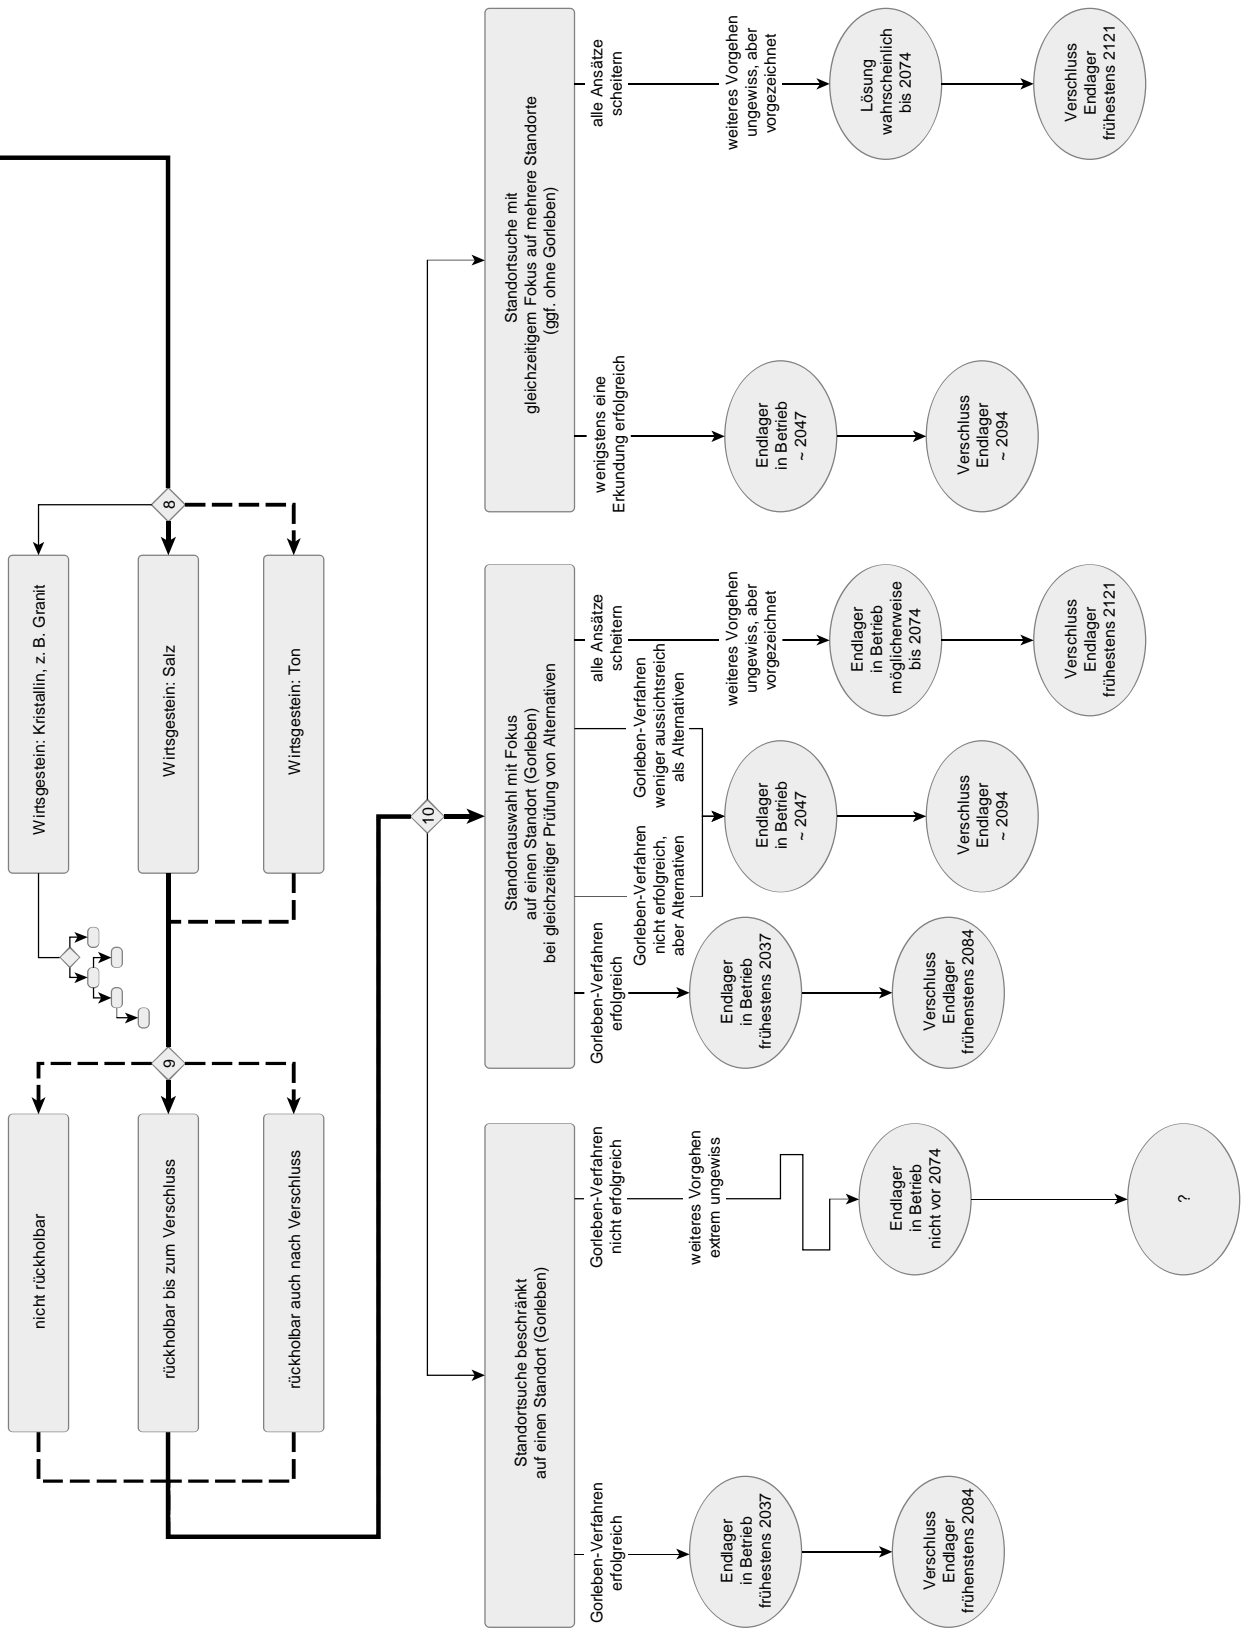 nicht rückholbar
Wirtsgestein: Kristallin, z. B. Granit
rückholbar bis zum Verschluss
9
Wirtsgestein: Salz
8
rückholbar auch nach Verschluss
Wirtsgestein: Ton
10
Standortsuche beschränkt
auf einen Standort (Gorleben)
Gorleben-Verfahren
erfolgreich
Endlager
in Betrieb
frühestens 2037
Verschluss
Endlager
frühenstens 2084
Gorleben-Verfahren
nicht erfolgreich
weiteres Vorgehen
extrem ungewiss
Endlager
in Betrieb
nicht vor 2074
?
Standortauswahl mit Fokus
auf einen Standort (Gorleben)
bei gleichzeitiger Prüfung von Alternativen
Gorleben-Verfahren
erfolgreich
Endlager
in Betrieb
frühestens 2037
Verschluss
Endlager
frühenstens 2084
Gorleben-Verfahren
nicht erfolgreich,
aber Alternativen
Gorleben-Verfahren
weniger aussichtsreich
als Alternativen
Endlager
in Betrieb
~ 2047
Verschluss
Endlager
~ 2094
alle Ansätze
scheitern
weiteres Vorgehen
ungewiss, aber
vorgezeichnet
Endlager
in Betrieb
möglicherweise
bis 2074
Verschluss
Endlager
frühestens 2121
Standortsuche mit
gleichzeitigem Fokus auf mehrere Standorte
(ggf. ohne Gorleben)
wenigstens eine
Erkundung erfolgreich
Endlager
in Betrieb
~ 2047
Verschluss
Endlager
~ 2094
alle Ansätze
scheitern
weiteres Vorgehen
ungewiss, aber
vorgezeichnet
Lösung
wahrscheinlich
bis 2074
Verschluss
Endlager
frühestens 2121